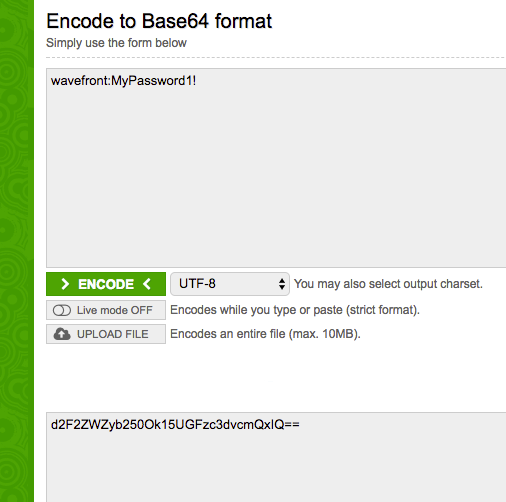 Encode to Base64 format
Simply use the form below
wavefront:MyPassword1!
ENCODE
UTF-8
You may also select output charset.
Live mode OFF
Encodes while you type or paste (strict format).
UPLOAD FILE
Encodes an entire file (max. 10MB).
d2F2ZWZyb250Ok15UGFzc3dvcmQxIQ==